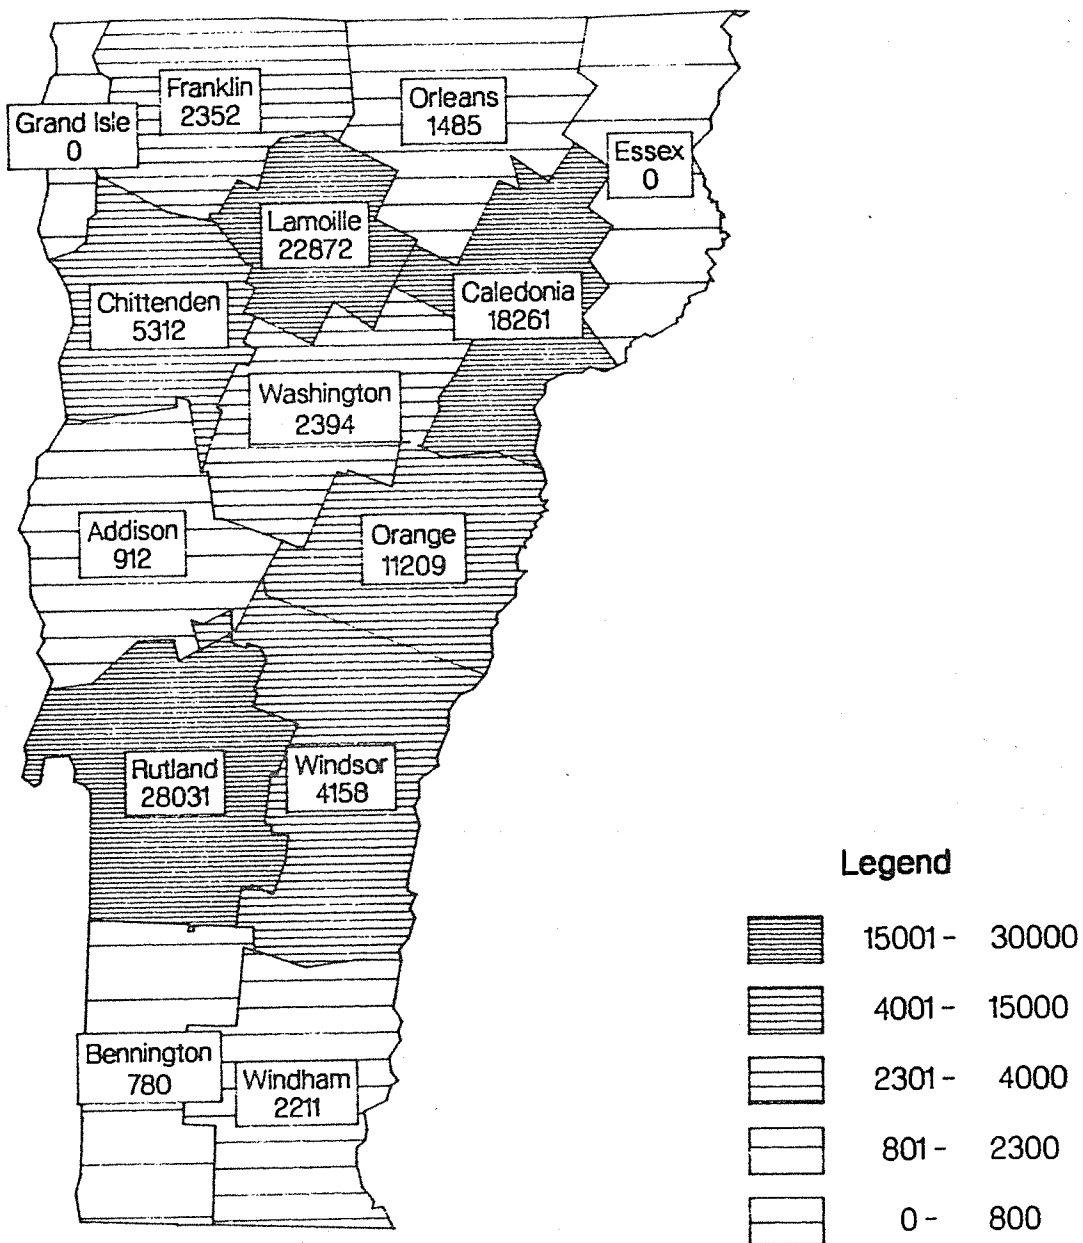 Franklin
2352
Orleans
1485
Grand Isle
0
Essex
0
Lamoille
22872
Chittenden
5312
Caledonia
18261
Washington
2394
Addison
912
Orange
11209
Rutland
28031
Windsor
4158
Bennington
780
Windham
2211
Legend
15001 - 30000
4001 - 15000
2301 - 4000
801 - 2300
0 - 800